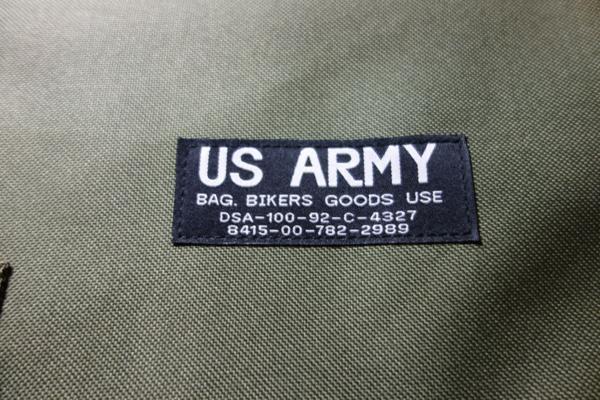 US ARMY
BAG. BIKERS GOODS USE
DSA-100-92-C-4327
8415-00-782-2989